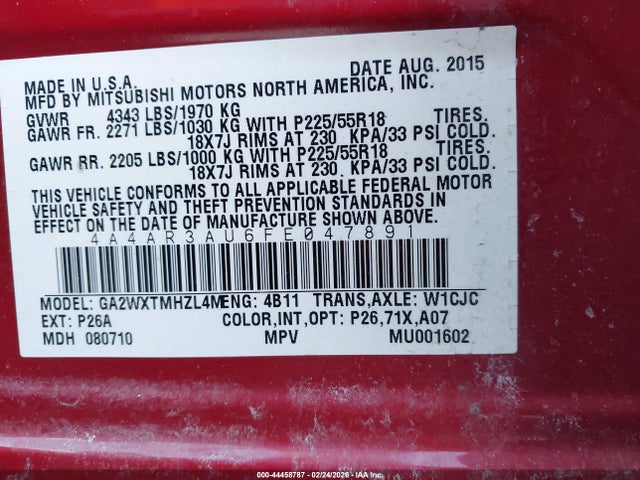 MADE IN U.S.A. DATE AUG. 2015
MFD BY MITSUBISHI MOTORS NORTH AMERICA, INC.
GVWR 4343 LBS/1970 KG
GAWR FR. 2271 LBS/1030 KG WITH P225/55R18 TIRES.
18X7J RIMS AT 230 KPA/33 PSI COLD.
GAWR RR. 2205 LBS/1000 KG WITH P225/55R18 TIRES.
18X7J RIMS AT 230 KPA/33 PSI COLD.
THIS VEHICLE CONFORMS TO ALL APPLICABLE FEDERAL MOTOR
VEHICLE SAFETY AND THEFT PREVENTION STANDARDS IN
EFFECT ON THE DATE OF MANUFACTURE SHOWN ABOVE.
4A4AR3AU6FE047891
MODEL: GA2WXTMHZL4M ENG: 4B11 TRANS,AXLE: W1CJC
EXT: P26A COLOR,INT,OPT: P26,71X,A07
MDH 080710 MPV MU001602
000-44458787 - 02/24/2026 - IAA Inc.